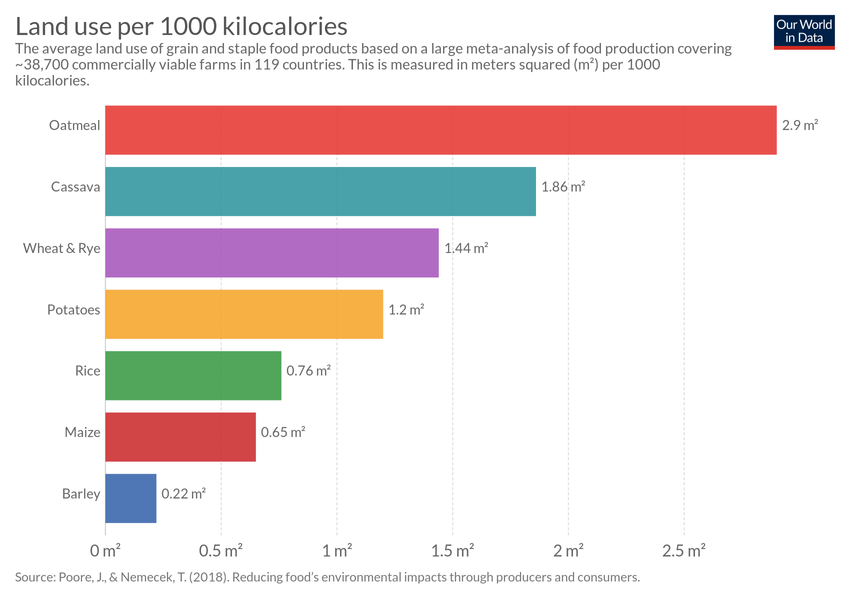 Land use per 1000 kilocalories
Our World
in Data
The average land use of grain and staple food products based on a large meta-analysis of food production covering
~38,700 commercially viable farms in 119 countries. This is measured in meters squared (m²) per 1000
kilocalories.
Oatmeal 2.9 m²
Cassava 1.86 m²
Wheat & Rye 1.44 m²
Potatoes 1.2 m²
Rice 0.76 m²
Maize 0.65 m²
Barley 0.22 m²
0 m² 0.5 m² 1 m² 1.5 m² 2 m² 2.5 m²
Source: Poore, J., & Nemecek, T. (2018). Reducing food's environmental impacts through producers and consumers.